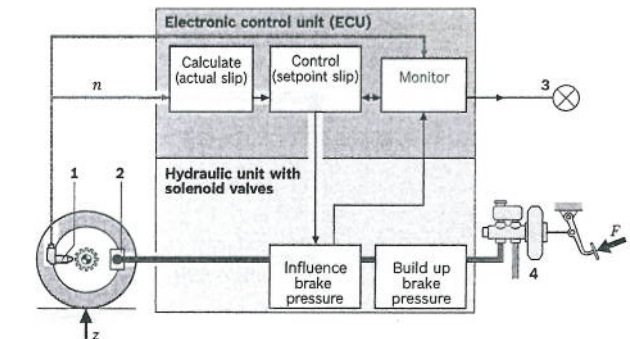 Electronic control unit (ECU)
Calculate
(actual slip)
Control
(setpoint slip)
Monitor
n
3
Hydraulic unit with
solenoid valves
1
2
F
4
Influence
brake
pressure
Build up
brake
pressure
z